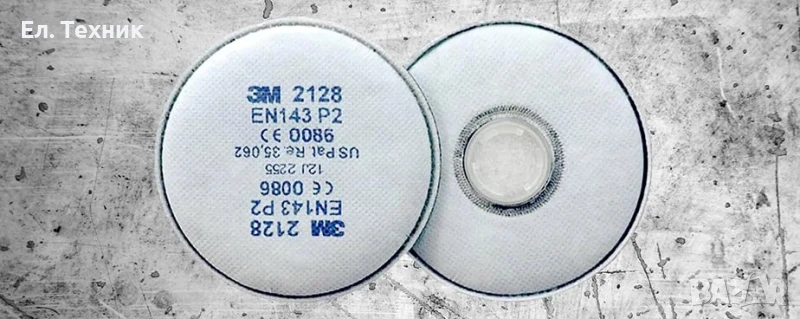 Ел. Техник
3M 2128
EN143 P2
CE 0086
US Pat. Re. 35,062
12J 2255
CE 0086
EN143 P2
3M 2128
BAZAR